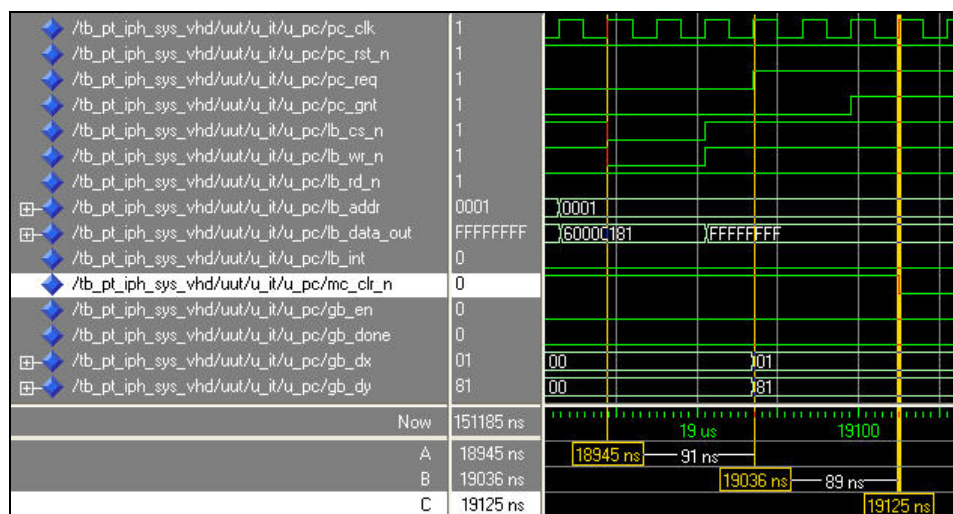 /tb_pt_iph_sys_vhd/uut/u_it/u_pc/pc_clk 1
/tb_pt_iph_sys_vhd/uut/u_it/u_pc/pc_rst_n 1
/tb_pt_iph_sys_vhd/uut/u_it/u_pc/pc_req 1
/tb_pt_iph_sys_vhd/uut/u_it/u_pc/pc_gnt 1
/tb_pt_iph_sys_vhd/uut/u_it/u_pc/lb_cs_n 1
/tb_pt_iph_sys_vhd/uut/u_it/u_pc/lb_wr_n 1
/tb_pt_iph_sys_vhd/uut/u_it/u_pc/lb_rd_n 1
/tb_pt_iph_sys_vhd/uut/u_it/u_pc/lb_addr 0001 0001
/tb_pt_iph_sys_vhd/uut/u_it/u_pc/lb_data_out FFFFFFFF 6000C181 FFFFFFFF
/tb_pt_iph_sys_vhd/uut/u_it/u_pc/lb_int 0
/tb_pt_iph_sys_vhd/uut/u_it/u_pc/mc_clr_n 0
/tb_pt_iph_sys_vhd/uut/u_it/u_pc/gb_en 0
/tb_pt_iph_sys_vhd/uut/u_it/u_pc/gb_done 0
/tb_pt_iph_sys_vhd/uut/u_it/u_pc/gb_dx 01 00 01
/tb_pt_iph_sys_vhd/uut/u_it/u_pc/gb_dy 81 00 81
Now 151185 ns 19 us 19100
A 18945 ns 18945 ns 91 ns
B 19036 ns 19036 ns 89 ns
C 19125 ns 19125 ns